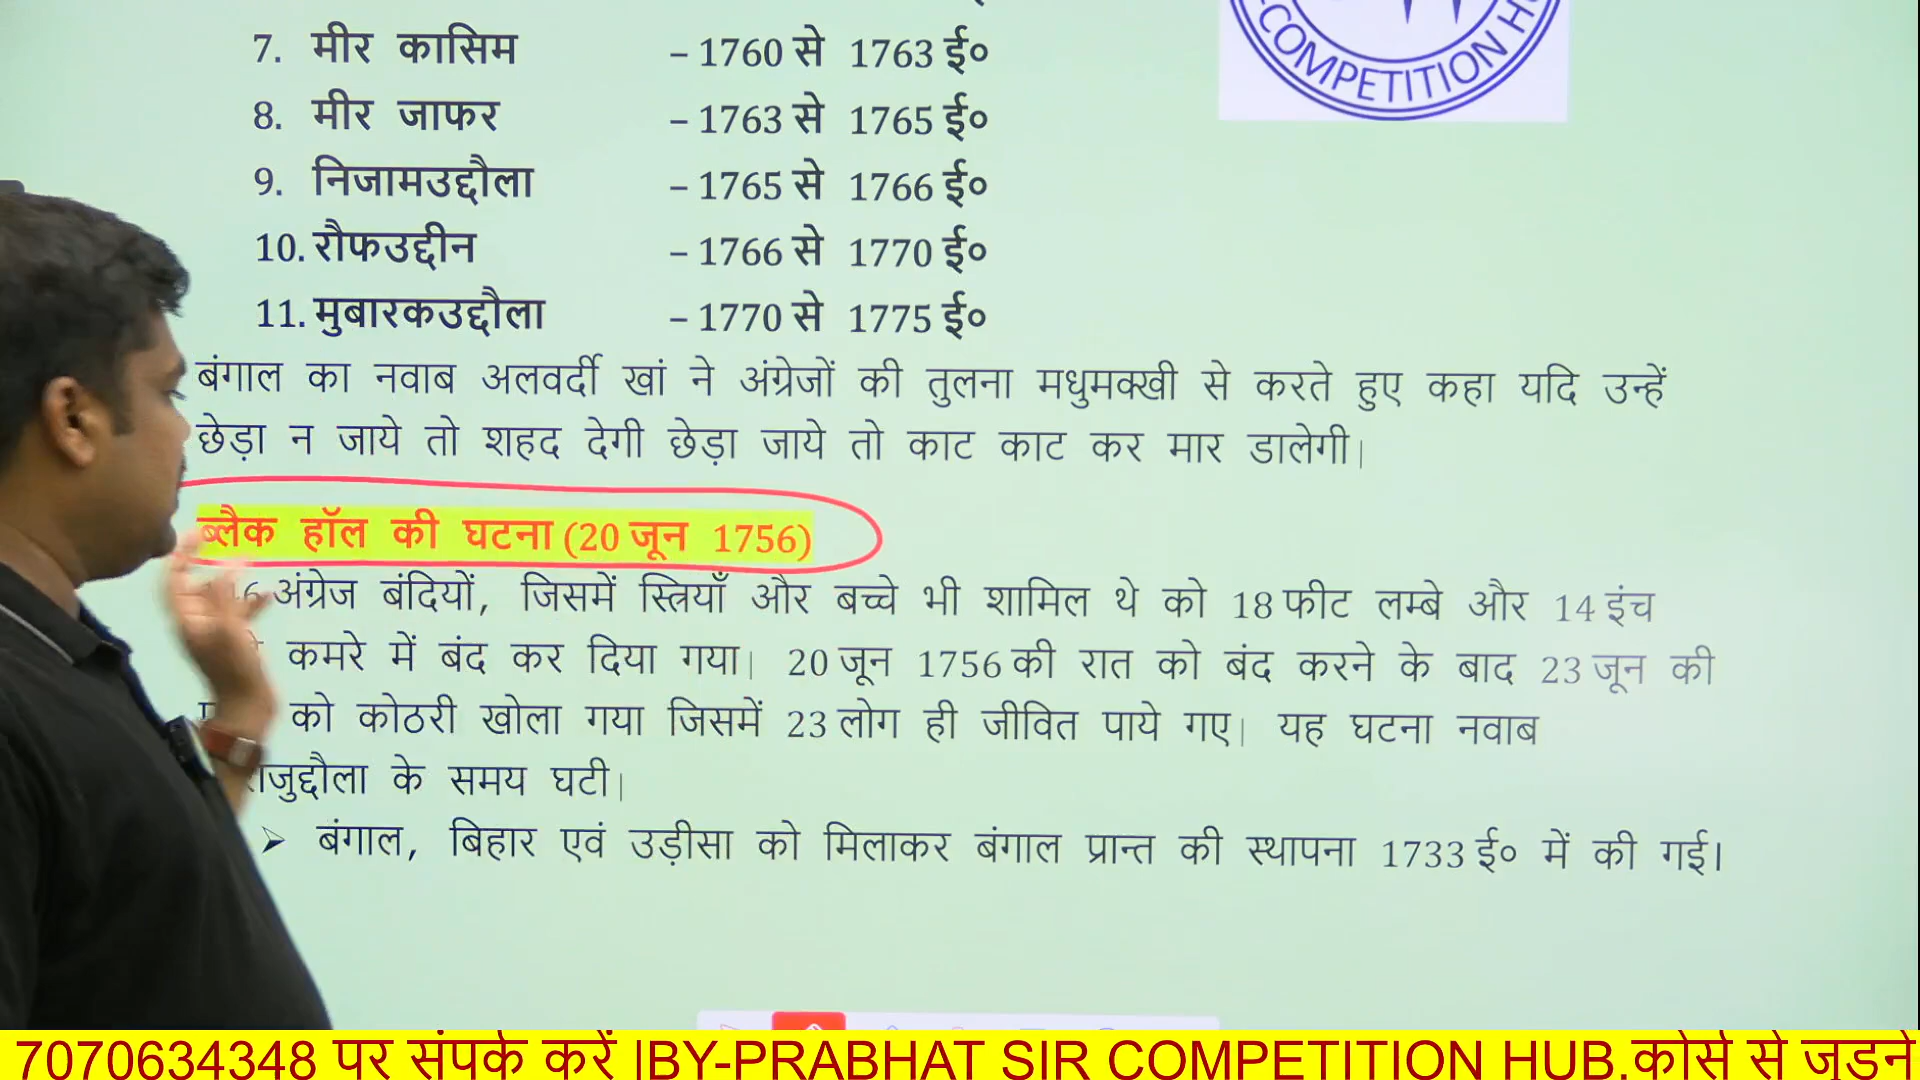 COMPETITION
7. मीर कासिम – 1760 से 1763 ई०
8. मीर जाफर – 1763 से 1765 ई०
9. निजामउद्दौला – 1765 से 1766 ई०
10. रौफउद्दीन – 1766 से 1770 ई०
11. मुबारकउद्दौला – 1770 से 1775 ई०
बंगाल का नवाब अलवर्दी खां ने अंग्रेजों की तुलना मधुमक्खी से करते हुए कहा यदि उन्हें
छेड़ा न जाये तो शहद देगी छेड़ा जाये तो काट काट कर मार डालेगी।
ब्लैक हॉल की घटना (20 जून 1756)
अंग्रेज बंदियों, जिसमें स्त्रियाँ और बच्चे भी शामिल थे को 18 फीट लम्बे और 14 इंच
कमरे में बंद कर दिया गया। 20 जून 1756 की रात को बंद करने के बाद 23 जून की
को कोठरी खोला गया जिसमें 23 लोग ही जीवित पाये गए। यह घटना नवाब
के समय घटी।
➢ बंगाल, बिहार एवं उड़ीसा को मिलाकर बंगाल प्रान्त की स्थापना 1733 ई० में की गई।
7070634348 पर संपर्क करें |BY-PRABHAT SIR COMPETITION HUB.कोर्स से जुड़ने